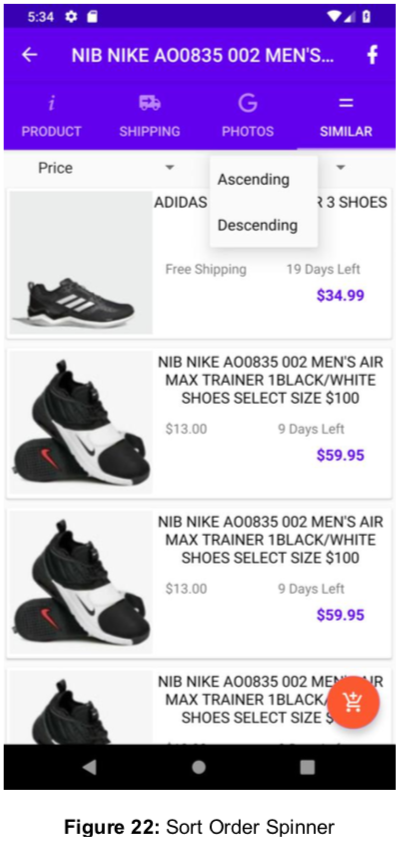 5:34
NIB NIKE AO0835 002 MEN'S...
PRODUCT SHIPPING PHOTOS SIMILAR
Price
Ascending
Descending
ADIDAS R 3 SHOES
Free Shipping 19 Days Left
$34.99
NIB NIKE AO0835 002 MEN'S AIR
MAX TRAINER 1BLACK/WHITE
SHOES SELECT SIZE $100
$13.00 9 Days Left
$59.95
NIB NIKE AO0835 002 MEN'S AIR
MAX TRAINER 1BLACK/WHITE
SHOES SELECT SIZE $100
$13.00 9 Days Left
$59.95
NIB NIKE AO0835 002 MEN'S AIR
MAX TRAINER 1BLACK/
SHOES SELECT SIZE $
Figure 22: Sort Order Spinner